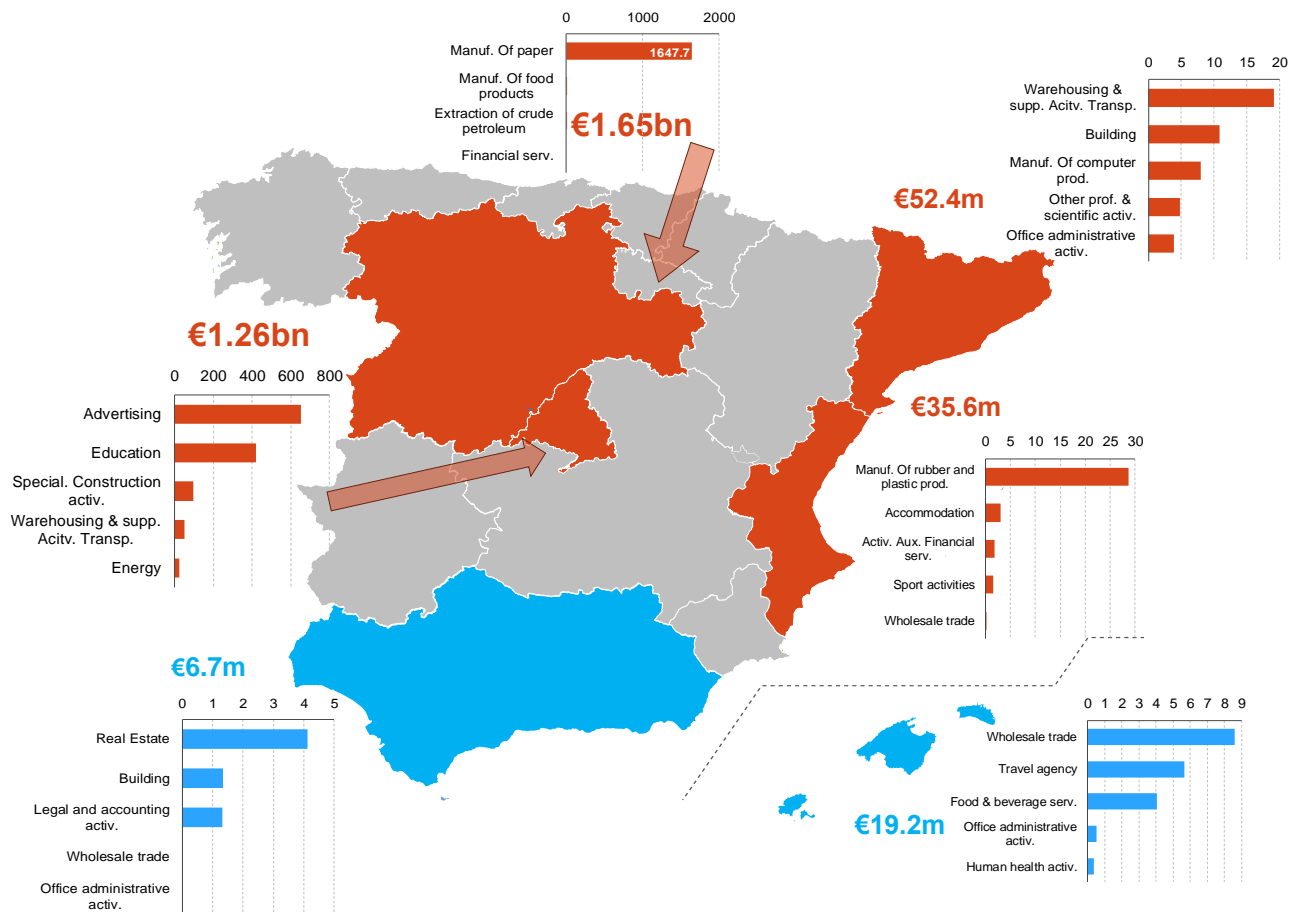 0 1000 2000
Manuf. Of paper
1647.7
Manuf. Of food
products
Extraction of crude
petroleum
Financial serv.
€1.65bn
0 5 10 15 20
Warehousing &
supp. Acitv. Transp.
Building
Manuf. Of computer
prod.
Other prof. &
scientific activ.
Office administrative
activ.
€52.4m
€1.26bn
0 200 400 600 800
Advertising
Education
Special. Construction
activ.
Warehousing & supp.
Acitv. Transp.
Energy
€35.6m
0 5 10 15 20 25 30
Manuf. Of rubber and
plastic prod.
Accommodation
Activ. Aux. Financial
serv.
Sport activities
Wholesale trade
€6.7m
0 1 2 3 4 5
Real Estate
Building
Legal and accounting
activ.
Wholesale trade
Office administrative
activ.
0 1 2 3 4 5 6 7 8 9
Wholesale trade
Travel agency
Food & beverage serv.
Office administrative
activ.
Human health activ.
€19.2m